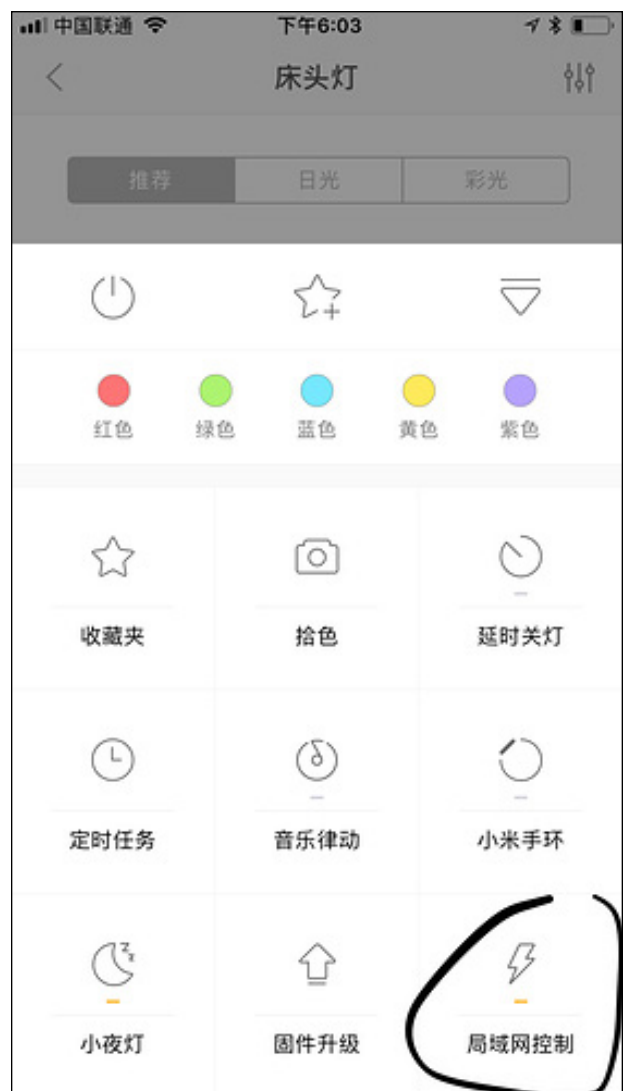 中国联通 下午6:03
床头灯
推荐 日光 彩光
红色 绿色 蓝色 黄色 紫色
收藏夹 拾色 延时关灯
定时任务 音乐律动 小米手环
小夜灯 固件升级 局域网控制